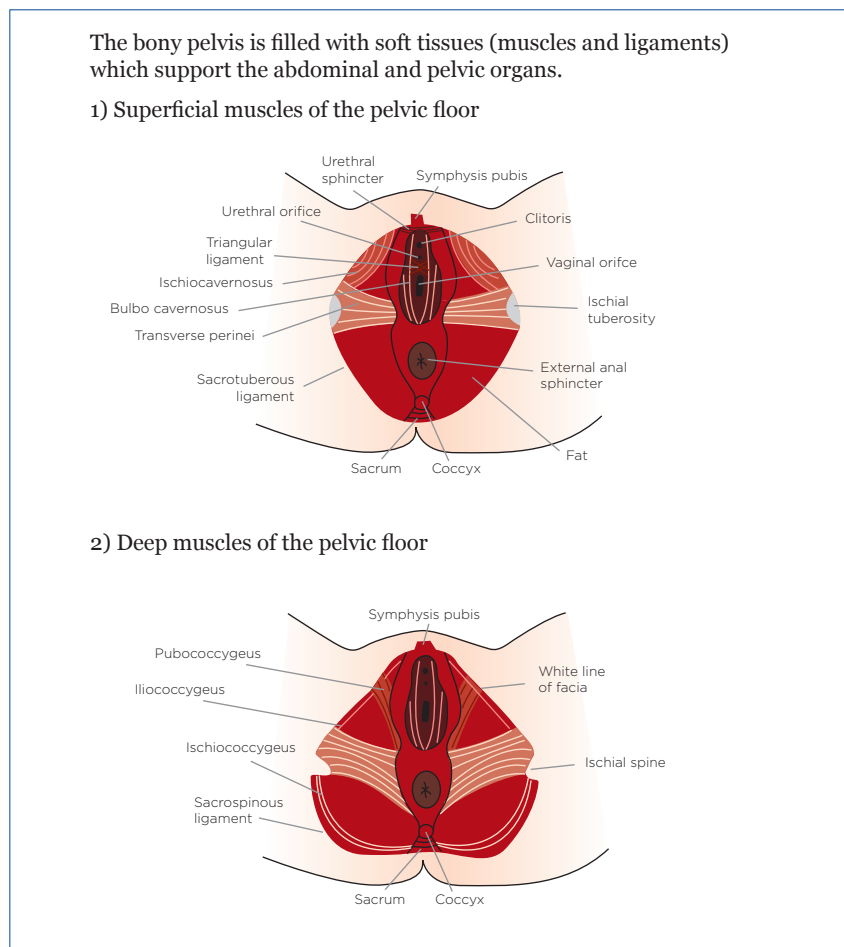 The bony pelvis is filled with soft tissues (muscles and ligaments)
which support the abdominal and pelvic organs.
1) Superficial muscles of the pelvic floor
Urethral
sphincter
Symphysis pubis
Urethral orifice
Clitoris
Triangular
ligament
Vaginal orifce
Ischiocavernosus
Bulbo cavernosus
Ischial
tuberosity
Transverse perinei
Sacrotuberous
ligament
External anal
sphincter
Sacrum
Coccyx
Fat
2) Deep muscles of the pelvic floor
Symphysis pubis
Pubococcygeus
White line
of facia
Iliococcygeus
Ischiococcygeus
Ischial spine
Sacrospinous
ligament
Sacrum
Coccyx